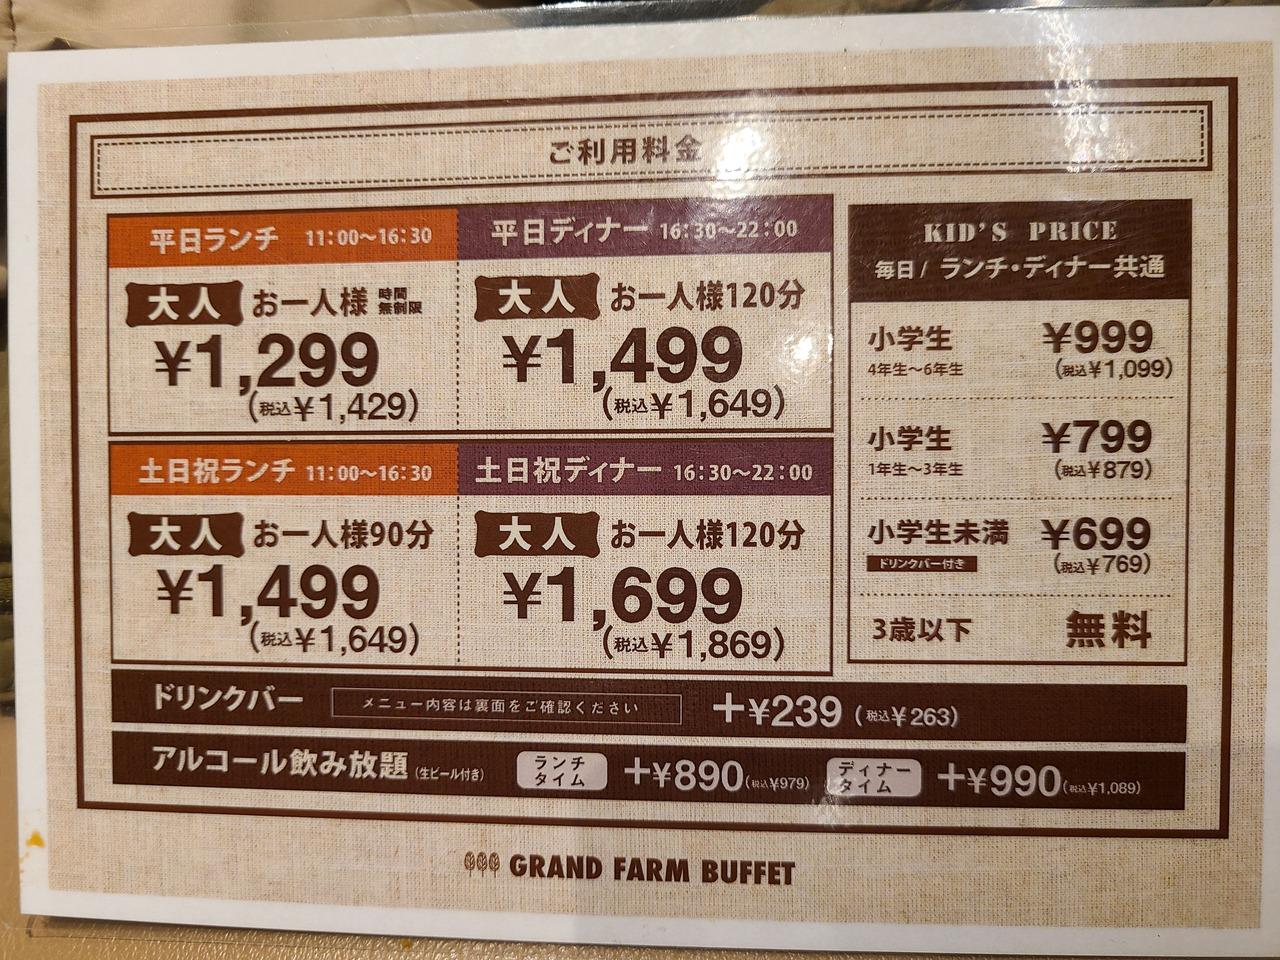 ご利用料金
平日ランチ 11:00〜16:30
大人 お一人様 時間無制限
¥1,299
(税込¥1,429)
平日ディナー 16:30〜22:00
大人 お一人様120分
¥1,499
(税込¥1,649)
土日祝ランチ 11:00〜16:30
大人 お一人様90分
¥1,499
(税込¥1,649)
土日祝ディナー 16:30〜22:00
大人 お一人様120分
¥1,699
(税込¥1,869)
KID'S PRICE
毎日/ ランチ・ディナー共通
小学生 ¥999
4年生〜6年生 (税込¥1,099)
小学生 ¥799
1年生〜3年生 (税込¥879)
小学生未満 ¥699
ドリンクバー付き (税込¥769)
3歳以下 無料
ドリンクバー メニュー内容は裏面をご確認ください +¥239 (税込¥263)
アルコール飲み放題(生ビール付き) ランチタイム +¥890(税込¥979) ディナータイム +¥990(税込¥1,089)
GRAND FARM BUFFET